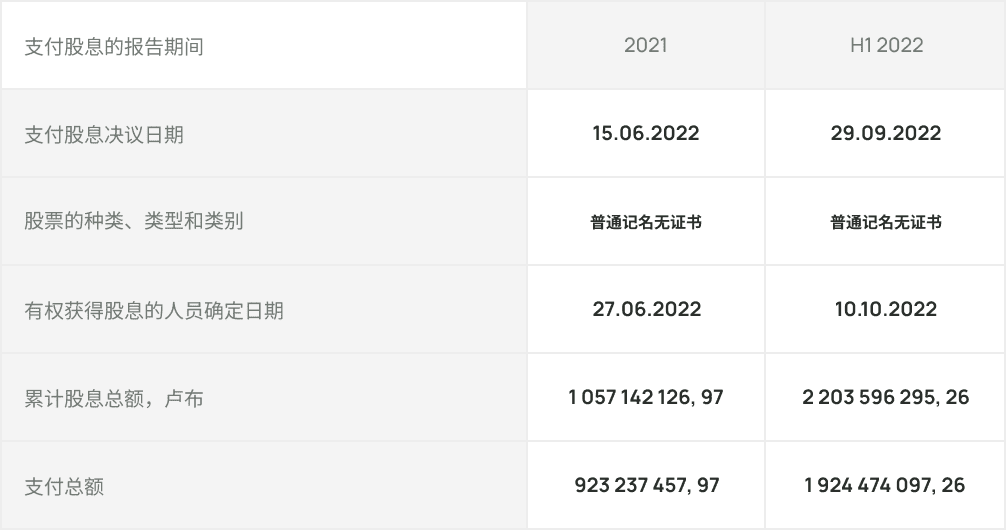 支付股息的报告期间 2021 H1 2022
支付股息决议日期 15.06.2022 29.09.2022
股票的种类、类型和类别 普通记名无证书 普通记名无证书
有权获得股息的人员确定日期 27.06.2022 10.10.2022
累计股息总额，卢布 1 057 142 126, 97 2 203 596 295, 26
支付总额 923 237 457, 97 1 924 474 097, 26